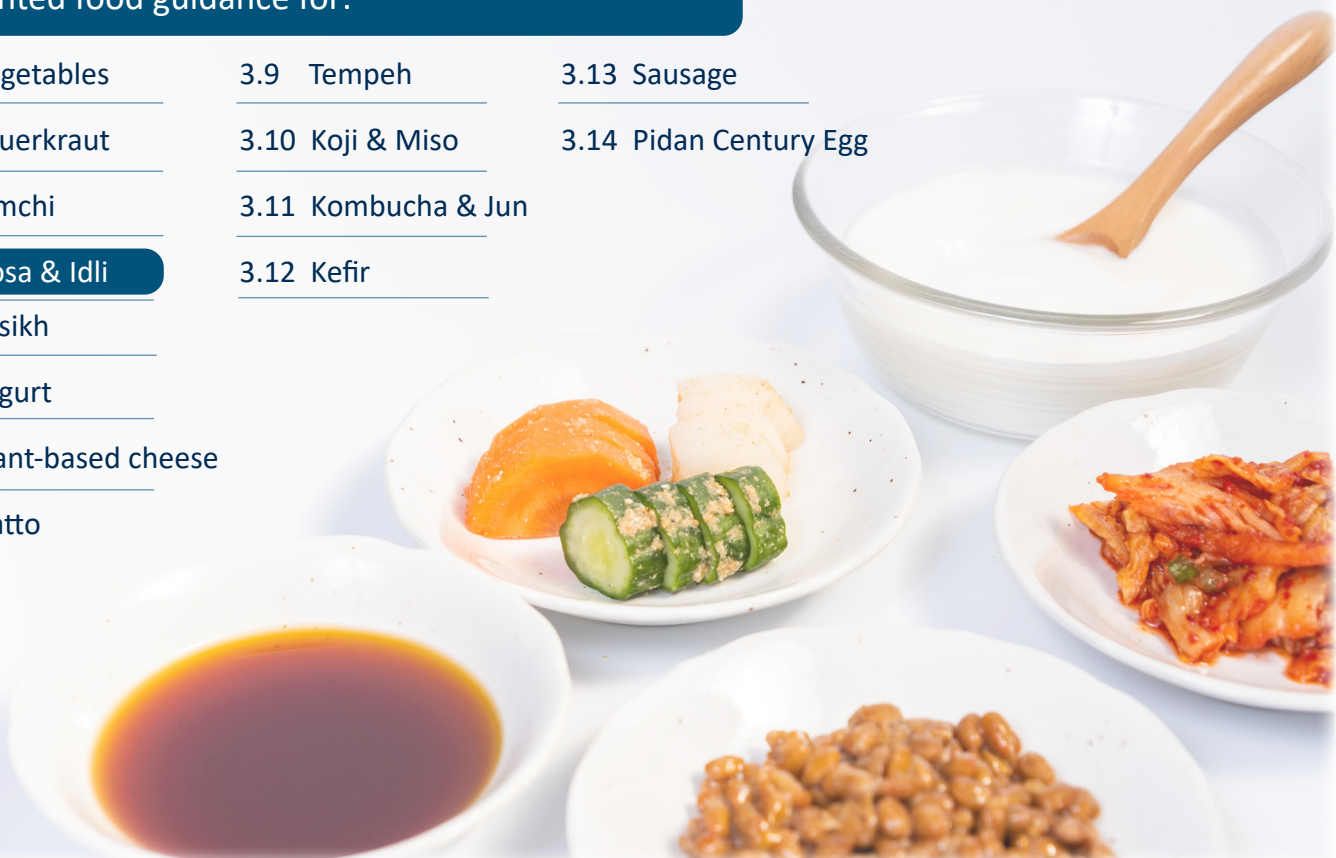 nted food guidance for:
getables
uerkraut
mchi
osa & Idli
sikh
gurt
ant-based cheese
atto
3.9 Tempeh
3.10 Koji & Miso
3.11 Kombucha & Jun
3.12 Kefir
3.13 Sausage
3.14 Pidan Century Egg